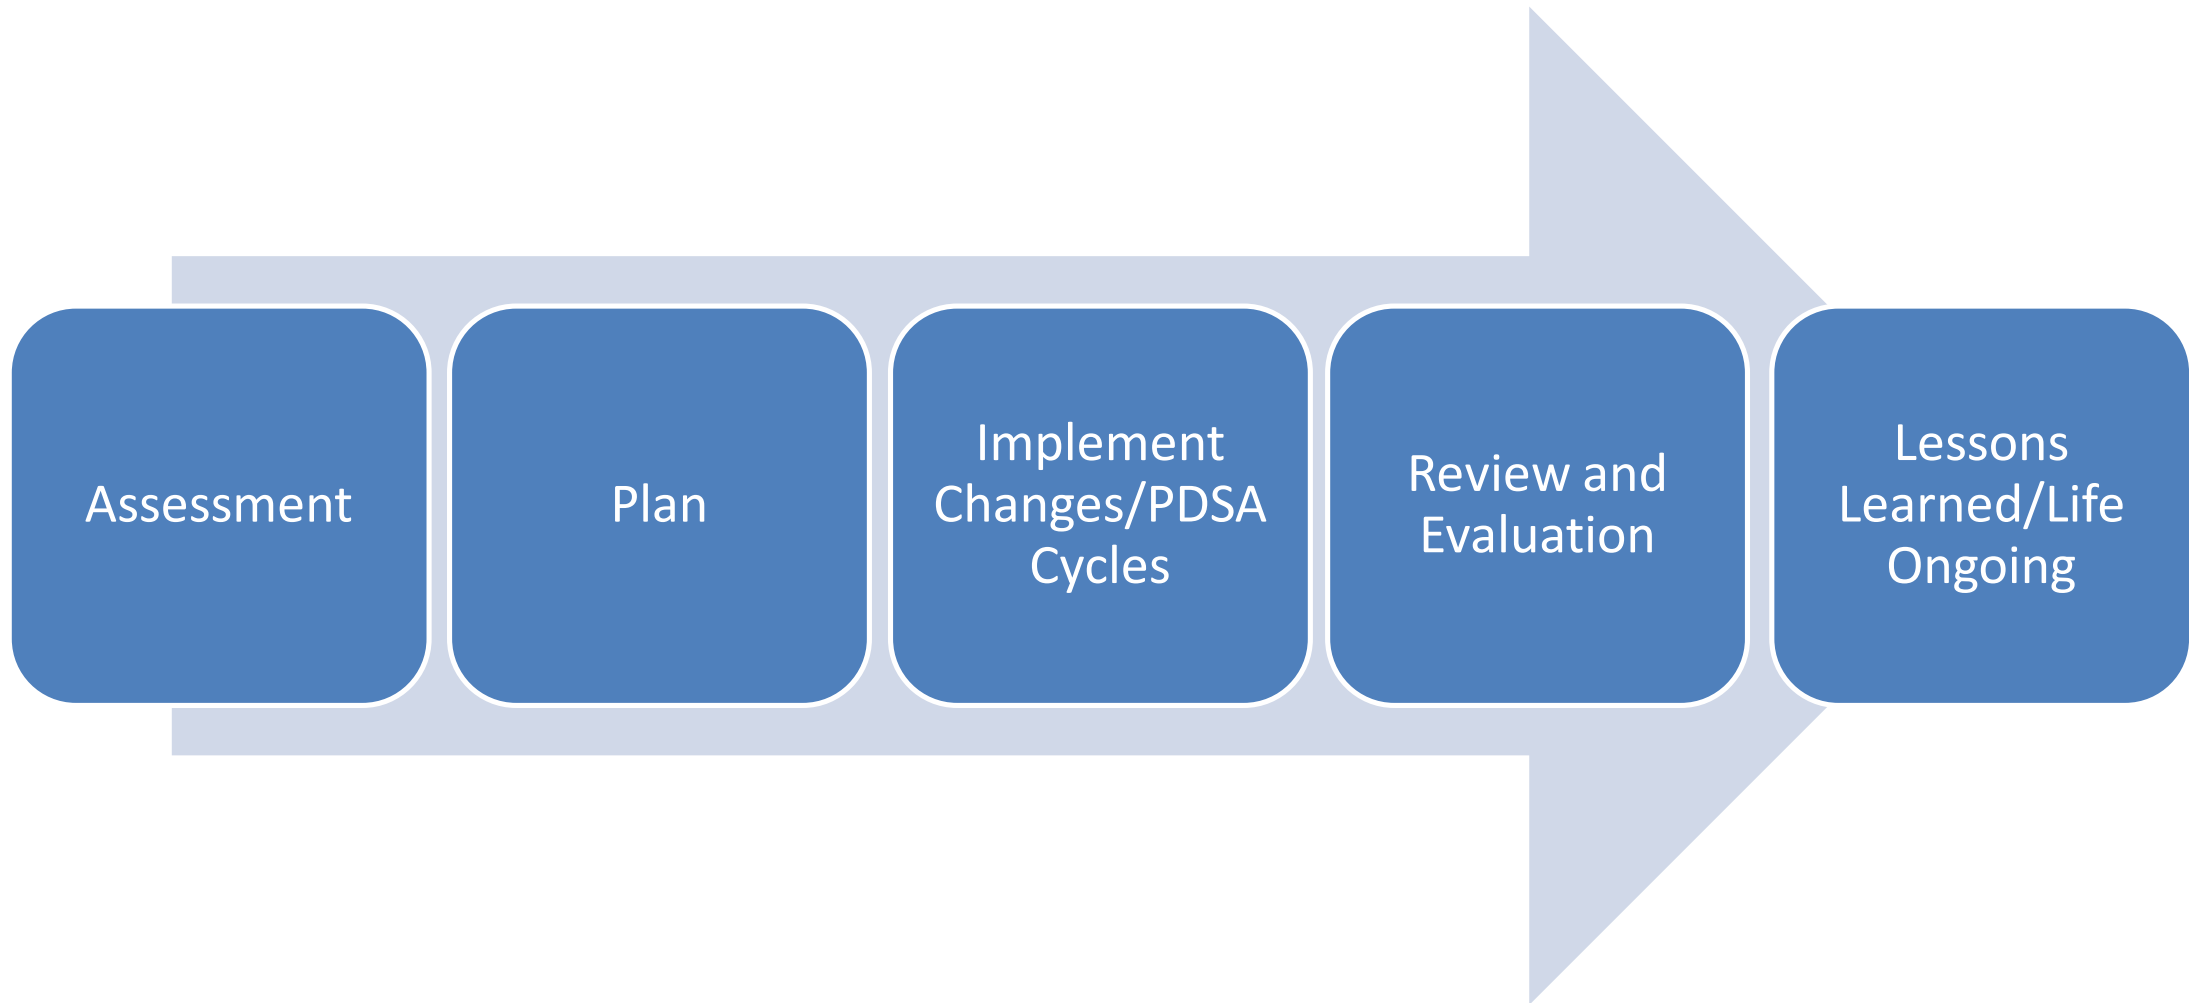 Assessment
Plan
Implement
Changes/PDSA
Cycles
Review and
Evaluation
Lessons
Learned/Life
Ongoing